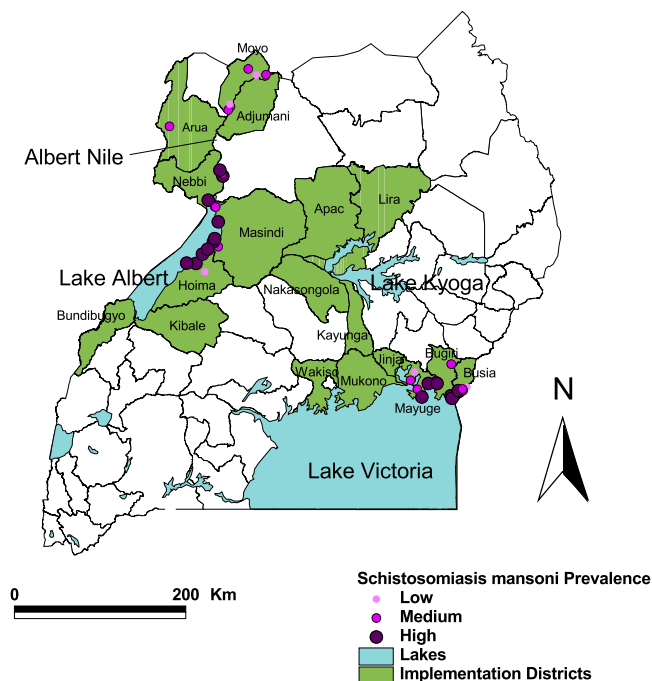 Moyo
Adjumani
Arua
Albert Nile
Nebbi
Apac
Lira
Masindi
Lake Albert
Lake Kyoga
Hoima
Nakasongola
Bundibugyo
Kibale
Kayunga
Jinja
Bugiri
Wakiso
Mukono
Busia
Mayuge
N
Lake Victoria
0 200 Km
Schistosomiasis mansoni Prevalence
Low
Medium
High
Lakes
Implementation Districts